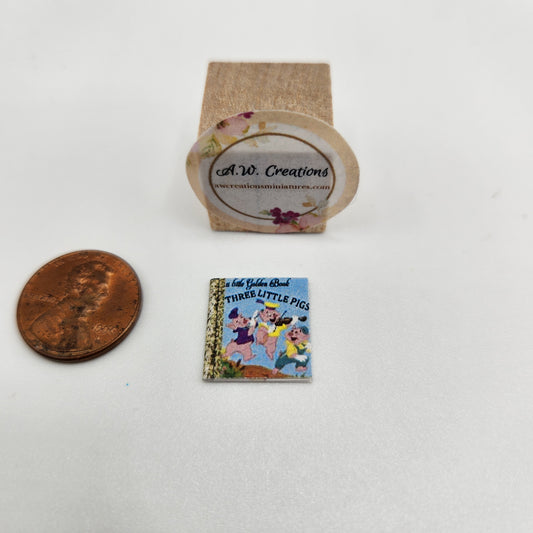 A.W. Creations
awcreationsminiatures.com
a little Golden Book
THREE LITTLE PIGS